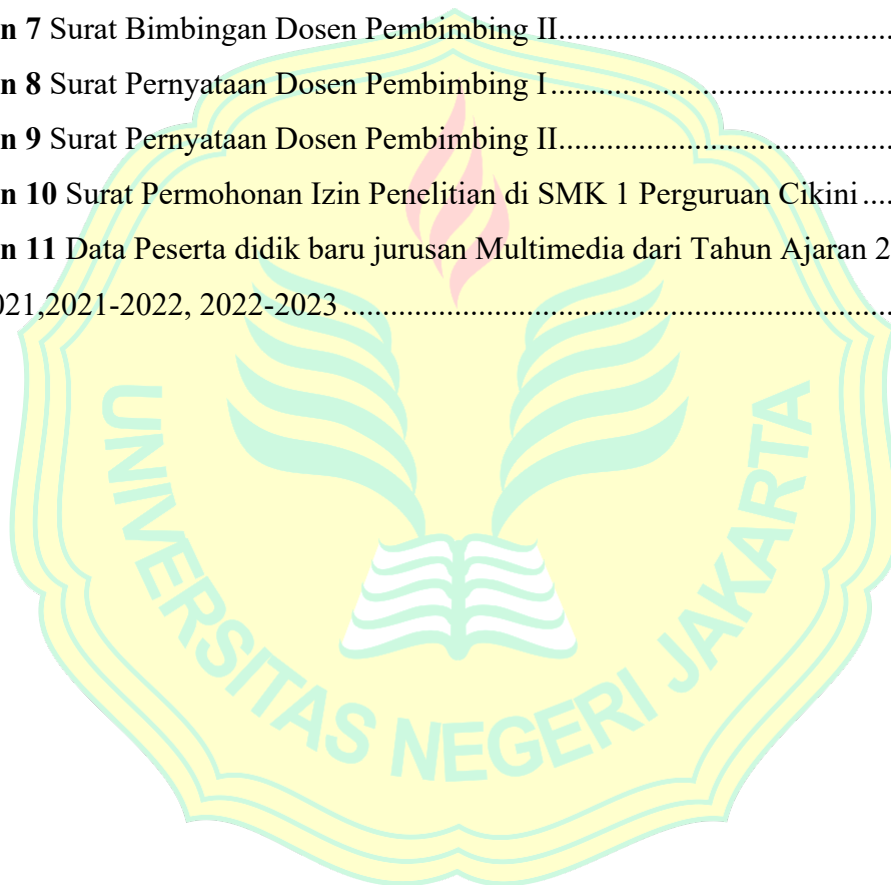 n 7 Surat Bimbingan Dosen Pembimbing II..........................................
n 8 Surat Pernyataan Dosen Pembimbing I..........................................
n 9 Surat Pernyataan Dosen Pembimbing II..........................................
n 10 Surat Permohonan Izin Penelitian di SMK 1 Perguruan Cikini....
n 11 Data Peserta didik baru jurusan Multimedia dari Tahun Ajaran 2
021,2021-2022, 2022-2023..........................................
UNIVERSITAS NEGERI JAKARTA